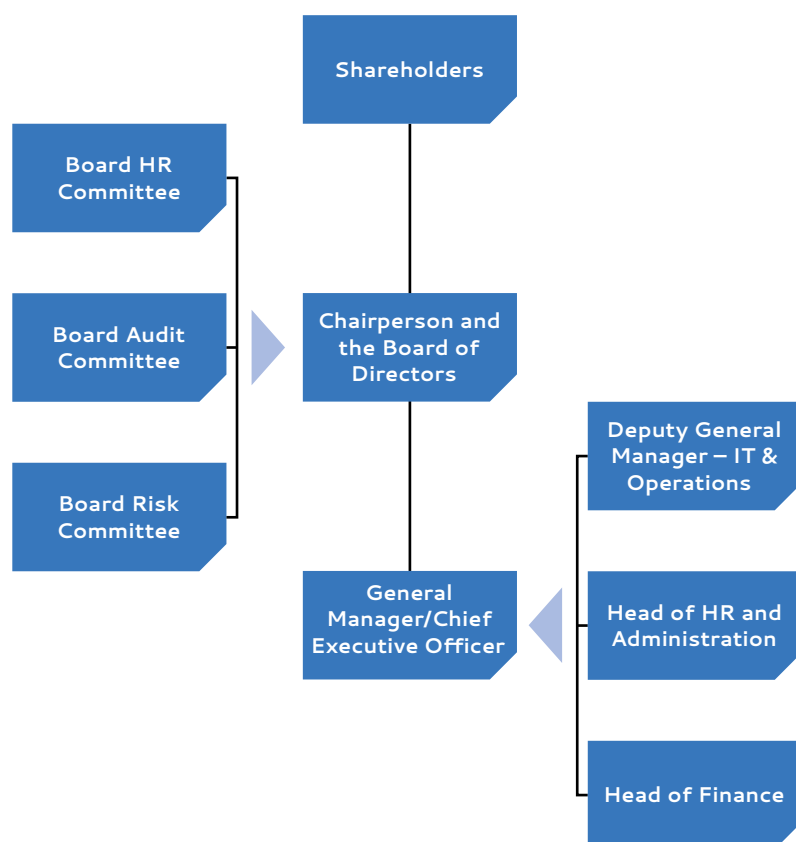 Shareholders
Board HR
Committee
Board Audit
Committee
Chairperson and
the Board of
Directors
Deputy General
Manager – IT &
Operations
Board Risk
Committee
General
Manager/Chief
Executive Officer
Head of HR and
Administration
Head of Finance